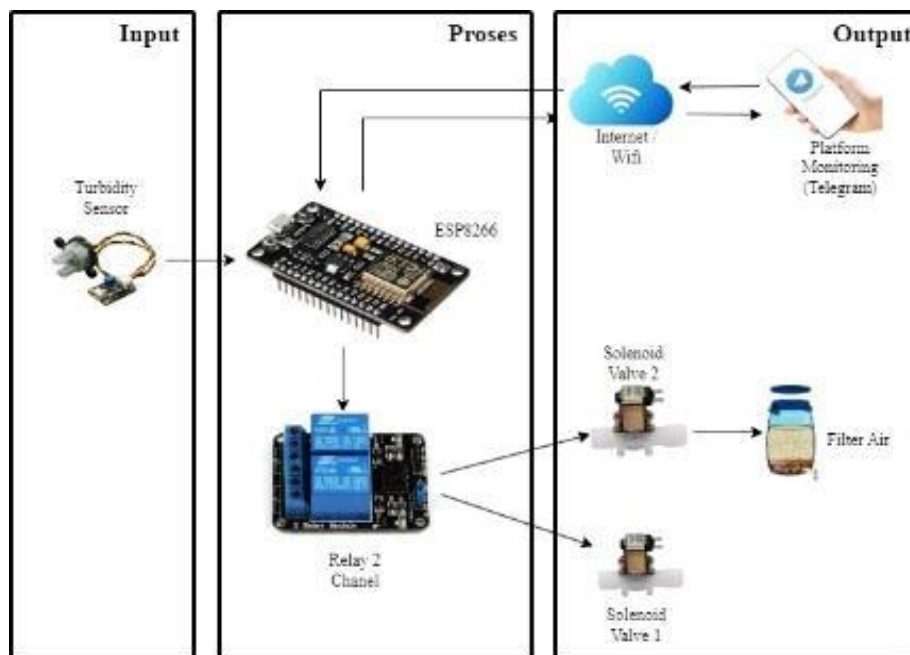 Input
Proses
Output
Internet /
Wifi
Platform
Monitoring
(Telegram)
Turbidity
Sensor
ESP8266
Solenoid
Valve 2
Filter Air
Relay 2
Chanel
Solenoid
Valve 1